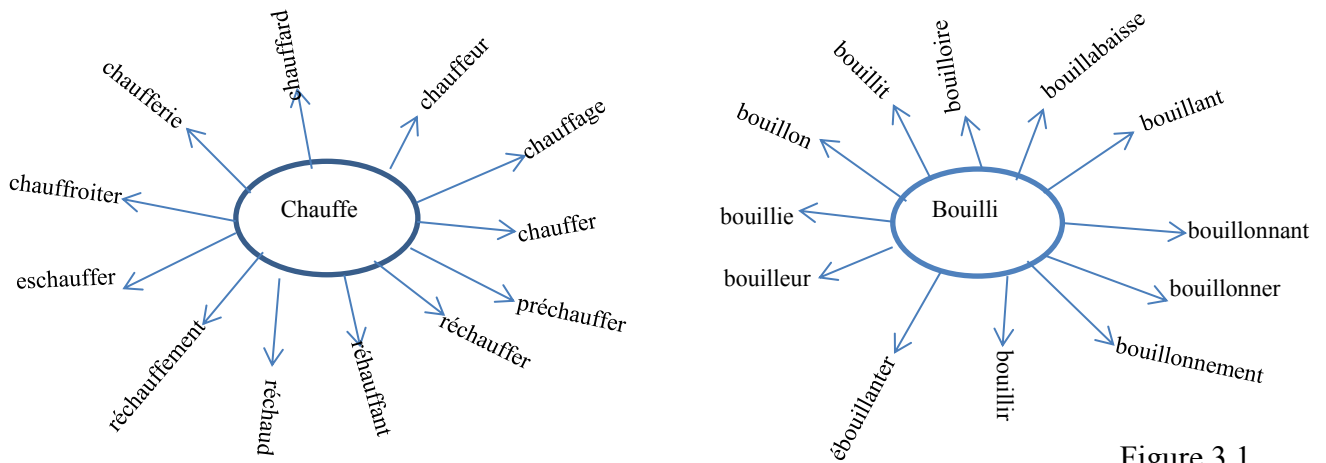 chauffard
chauffeur
chaufferie
chauffage
chauffroiter
Chauffe
chauffer
eschauffer
préchauffer
réchauffer
réchauffement
réchaud
réhauffant
bouilloire
bouillabaisse
bouillit
bouillant
bouillon
bouillie
Bouilli
bouillonnant
bouilleur
bouillonner
bouillonnement
bouillir
ébouillanter
Figure 3.1